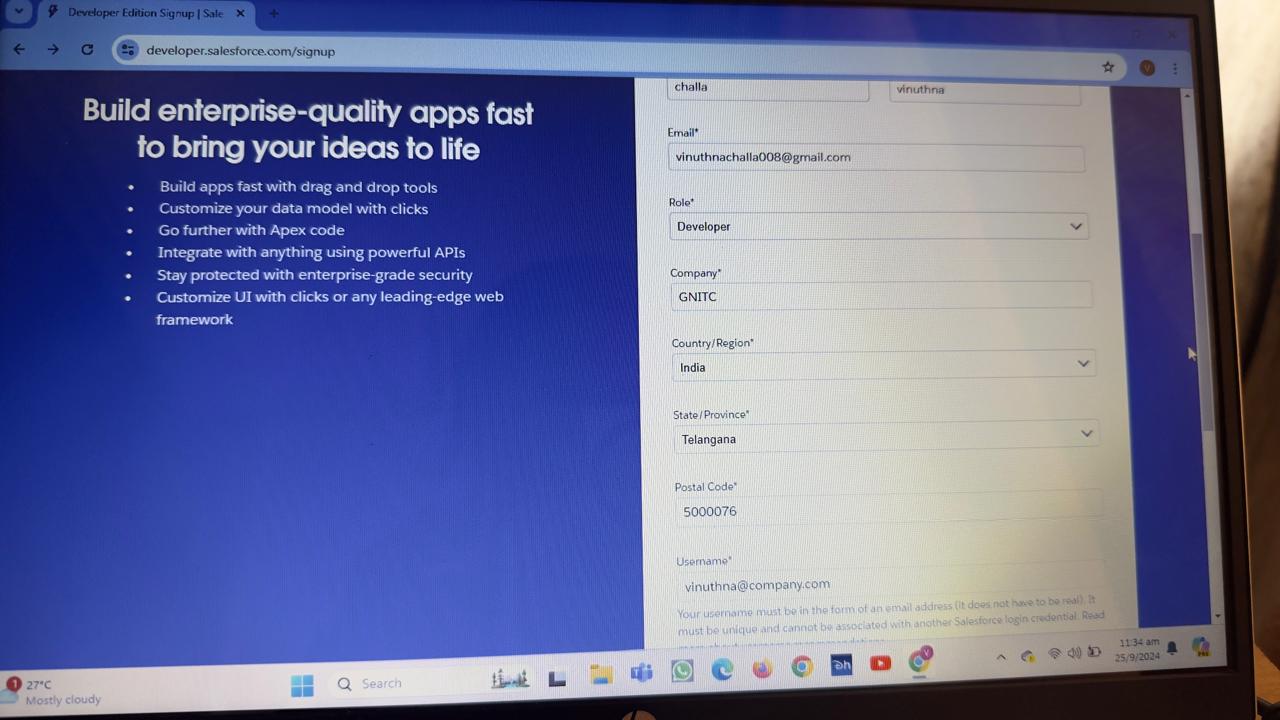 Developer Edition Signup | Sale
developer.salesforce.com/signup
Build enterprise-quality apps fast
to bring your ideas to life
• Build apps fast with drag and drop tools
• Customize your data model with clicks
• Go further with Apex code
• Integrate with anything using powerful APIs
• Stay protected with enterprise-grade security
• Customize UI with clicks or any leading-edge web
framework
challa vinuthna
Email*
vinuthnachalla008@gmail.com
Role*
Developer
Company*
GNITC
Country/Region*
India
State/Province*
Telangana
Postal Code*
5000076
Username*
vinuthna@company.com
Your username must be in the form of an email address (it does not have to be real). It
must be unique and cannot be associated with another Salesforce login credential. Read
1
27°C
Mostly cloudy
Search
11:34 am
25/9/2024